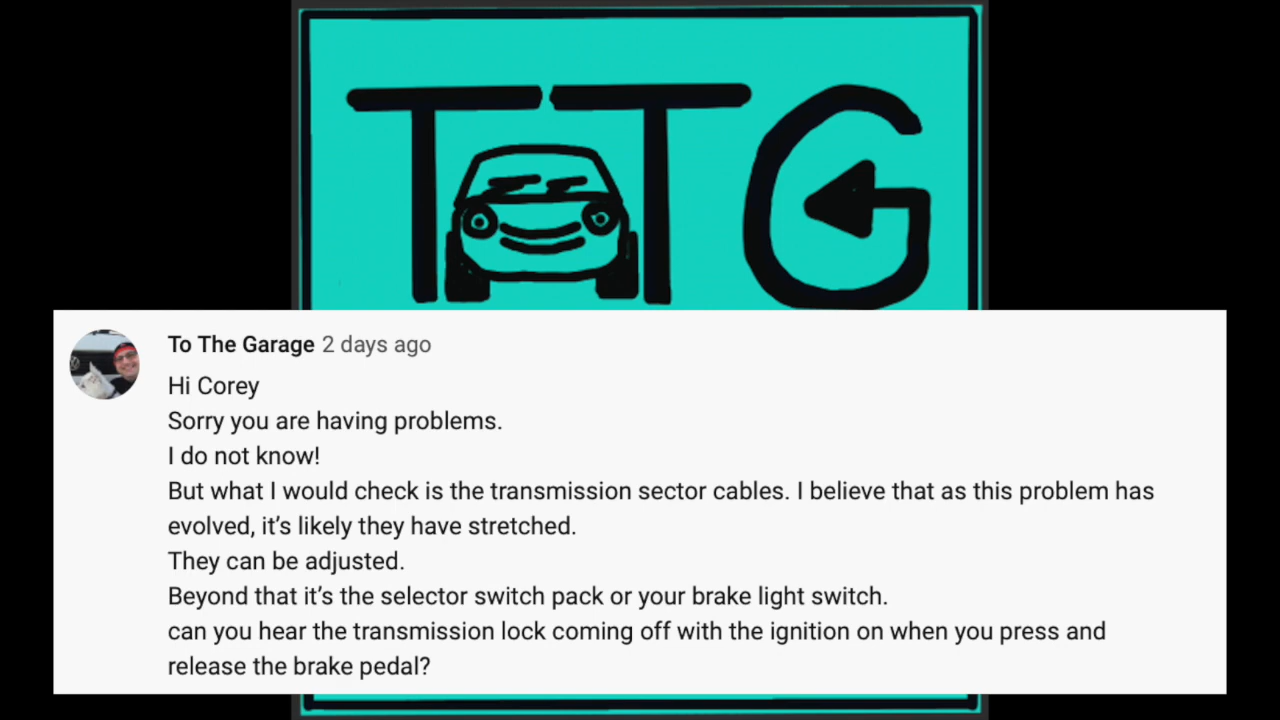 TTG
To The Garage 2 days ago
Hi Corey
Sorry you are having problems.
I do not know!
But what I would check is the transmission sector cables. I believe that as this problem has
evolved, it’s likely they have stretched.
They can be adjusted.
Beyond that it’s the selector switch pack or your brake light switch.
can you hear the transmission lock coming off with the ignition on when you press and
release the brake pedal?